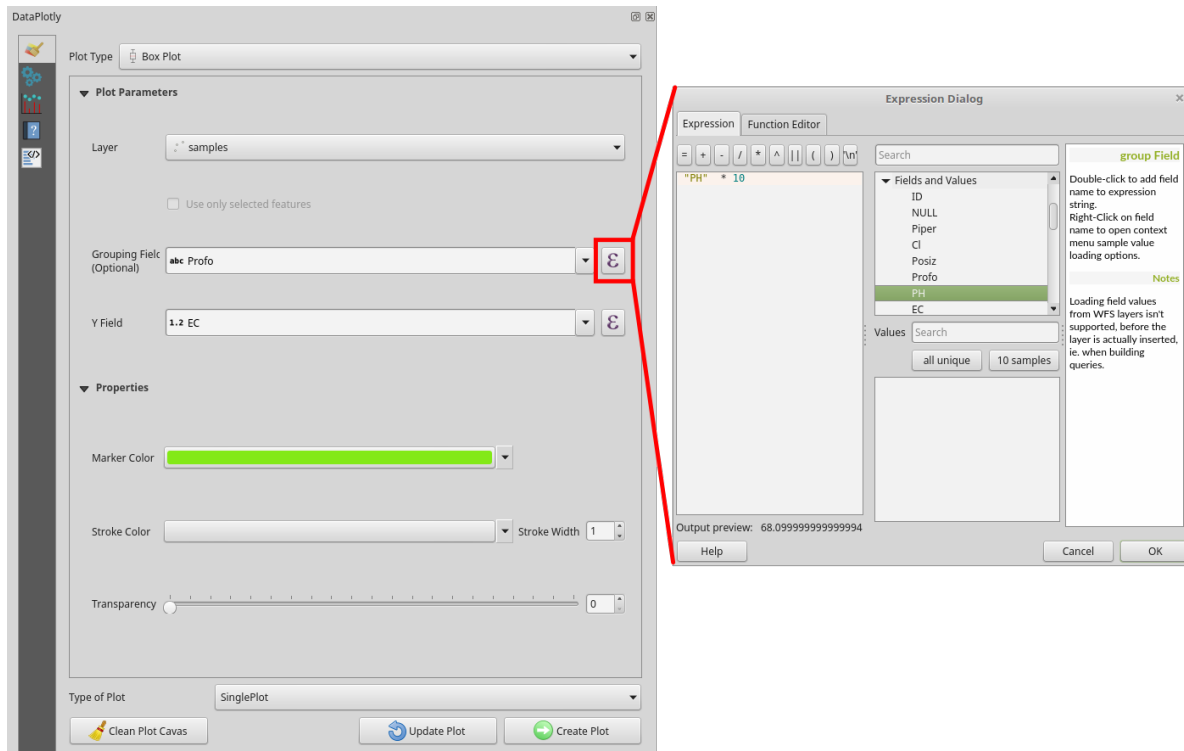 DataPlotly
Plot Type Box Plot
Plot Parameters
Layer samples
Use only selected features
Grouping Field
(Optional)
abc Profo
ε
Y Field 1.2 EC ε
Properties
Marker Color
Stroke Color Stroke Width 1
Transparency 0
Type of Plot SinglePlot
Clean Plot Cavas Update Plot Create Plot
Expression Dialog
Expression Function Editor
= + - / * ^ || ( ) '\n'
"PH" * 10
Output preview: 68.099999999999994
Search
Fields and Values
ID
NULL
Piper
Cl
Posiz
Profo
PH
EC
Values Search
all unique 10 samples
group Field
Double-click to add field
name to expression
string.
Right-Click on field
name to open context
menu sample value
loading options.
Notes
Loading field values
from WFS layers isn't
supported, before the
layer is actually inserted,
ie. when building
queries.
Help Cancel OK